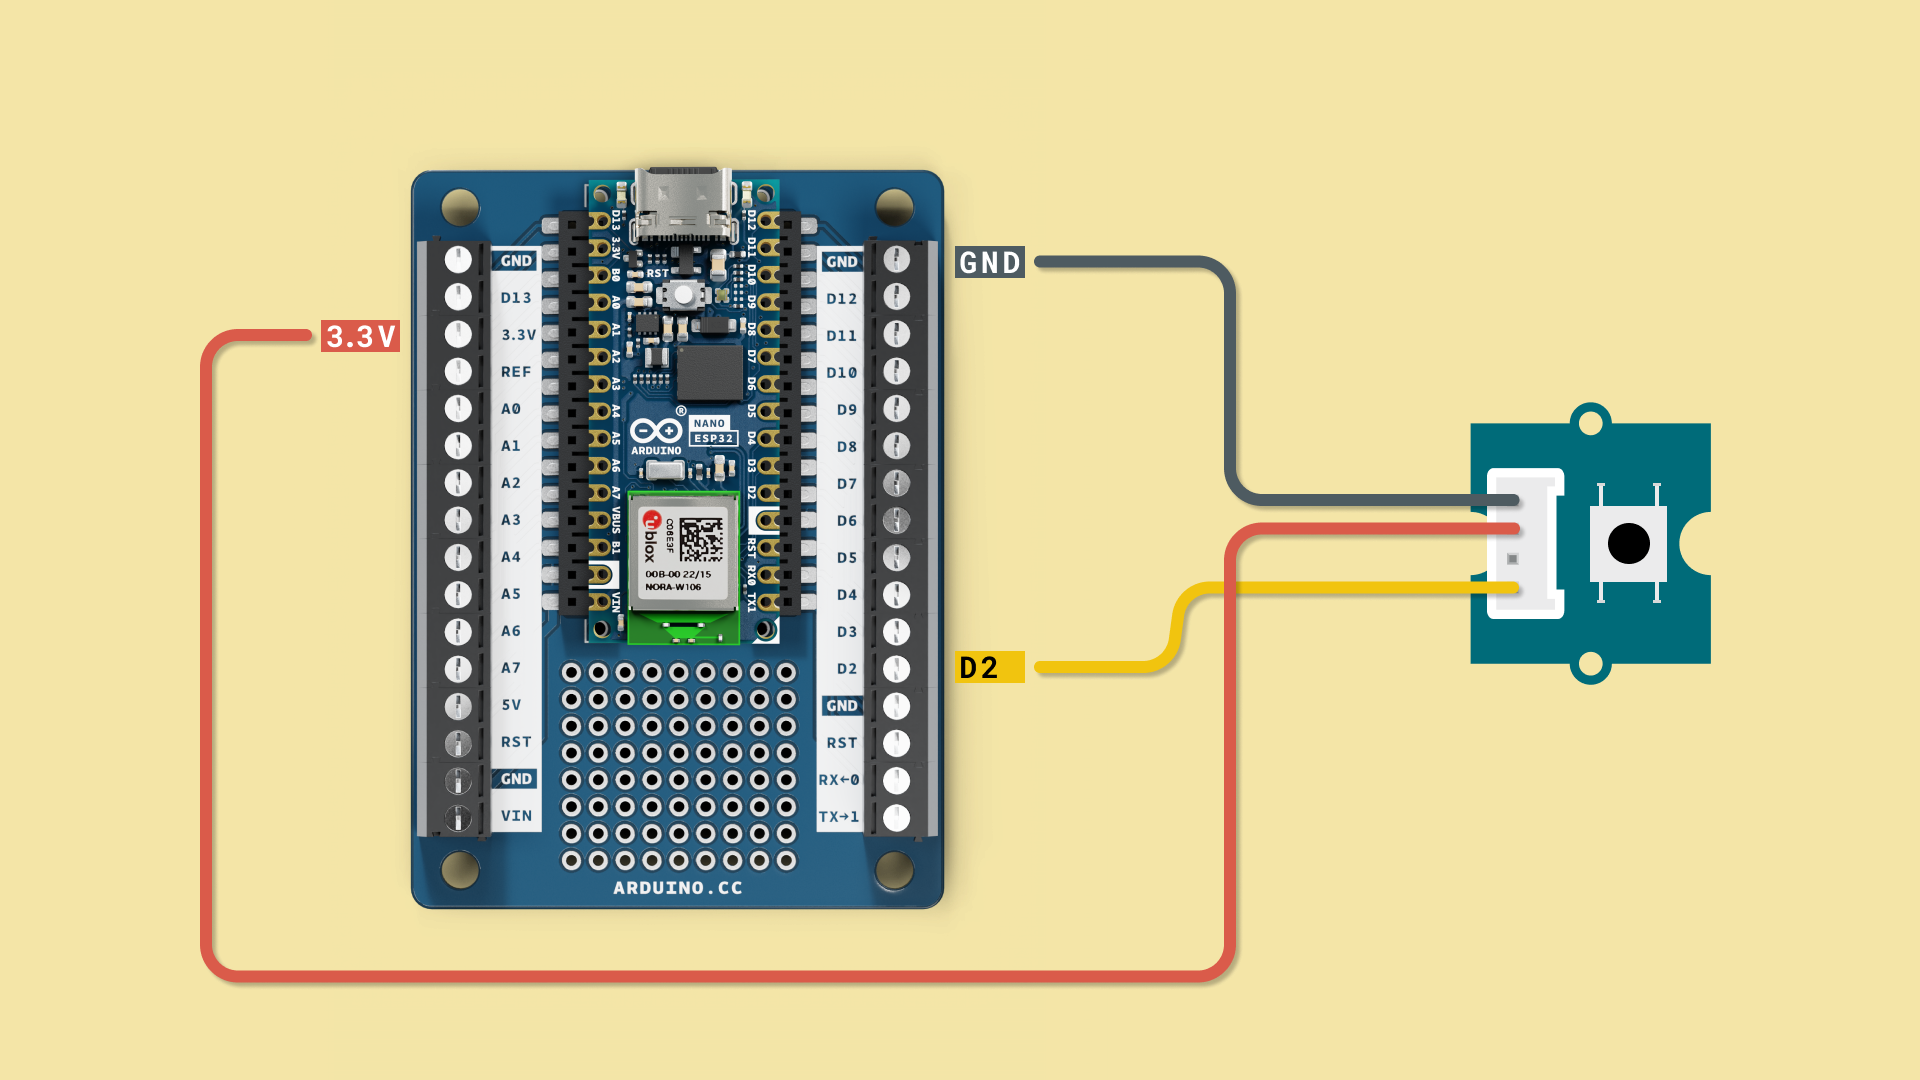 GND
3.3V
D2
GND
D13
3.3V
REF
A0
A1
A2
A3
A4
A5
A6
A7
5V
RST
GND
VIN
D13
3.3V
B0
A0
A1
A2
A3
A4
A5
A6
A7
VBUS
B1
VIN
RST
®
NANO
ESP32
ARDUINO
ublox
C06E3F
00B-00 22/15
NORA-W106
D12
D11
D10
D9
D8
D7
D6
D5
D4
D3
D2
RST
RX0
TX1
GND
D12
D11
D10
D9
D8
D7
D6
D5
D4
D3
D2
GND
RST
RX←0
TX→1
ARDUINO.CC